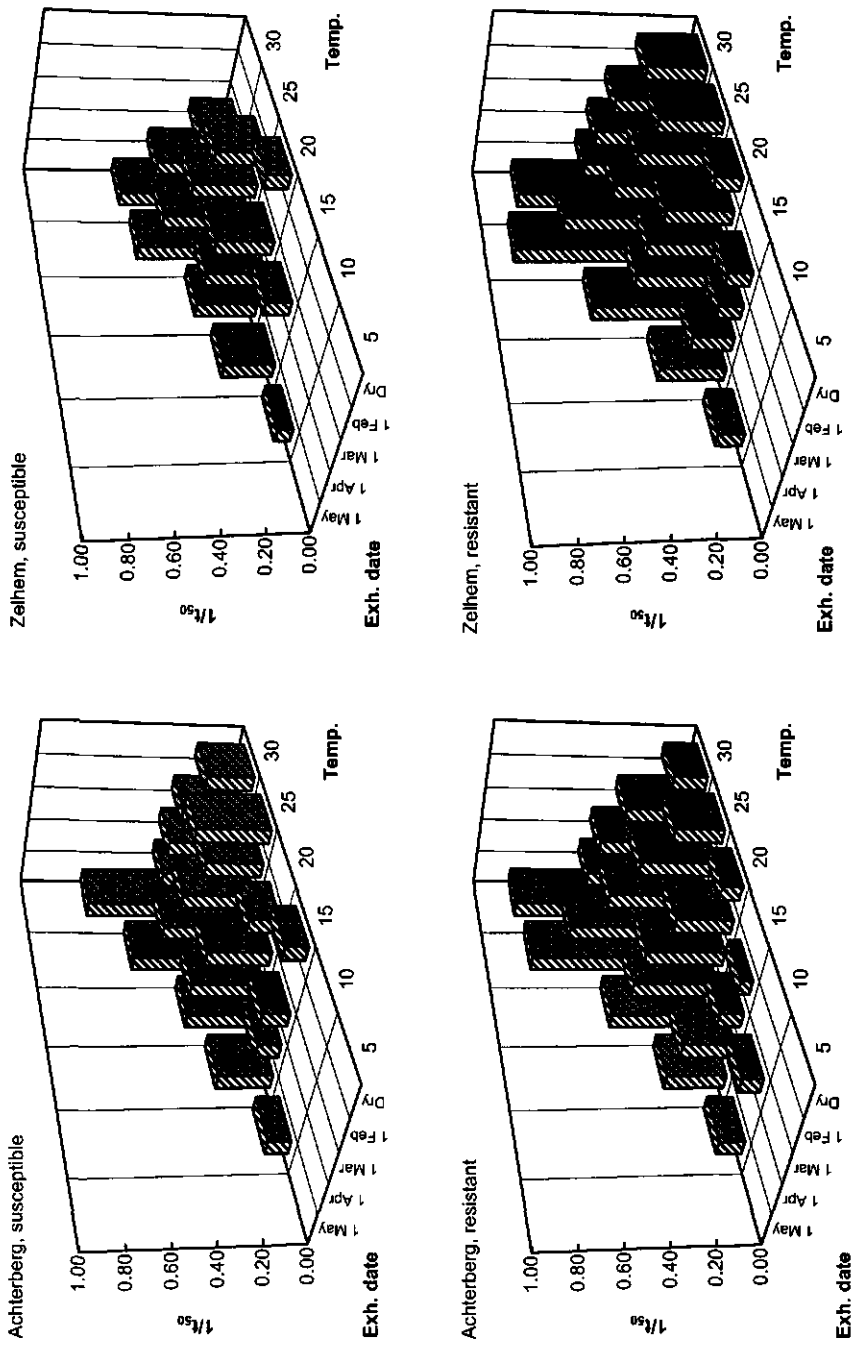 Achterberg, susceptible
1.00
0.80
0.60
0.40
0.20
0.00
1/t₅₀
Exh. date
1 May
1 Apr
1 Mar
1 Feb
Dry
5
10
15
20
25
30
Temp.
Zelhem, susceptible
1.00
0.80
0.60
0.40
0.20
0.00
1/t₅₀
Exh. date
1 May
1 Apr
1 Mar
1 Feb
Dry
5
10
15
20
25
30
Temp.
Achterberg, resistant
1.00
0.80
0.60
0.40
0.20
0.00
1/t₅₀
Exh. date
1 May
1 Apr
1 Mar
1 Feb
Dry
5
10
15
20
25
30
Temp.
Zelhem, resistant
1.00
0.80
0.60
0.40
0.20
0.00
1/t₅₀
Exh. date
1 May
1 Apr
1 Mar
1 Feb
Dry
5
10
15
20
25
30
Temp.